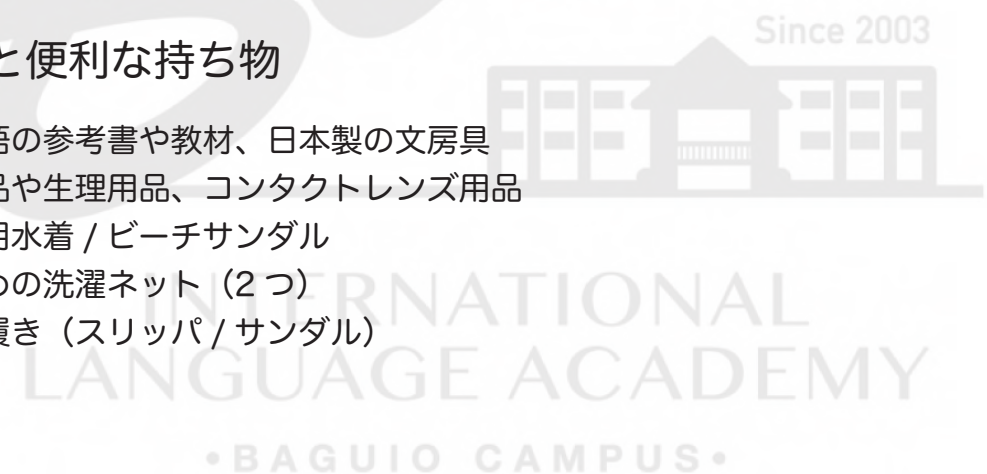 Since 2003
と便利な持ち物
語の参考書や教材、日本製の文房具
品や生理用品、コンタクトレンズ用品
用水着 / ビーチサンダル
めの洗濯ネット（2 つ）
履き（スリッパ / サンダル）
INTERNATIONAL
LANGUAGE ACADEMY
•BAGUIO CAMPUS•